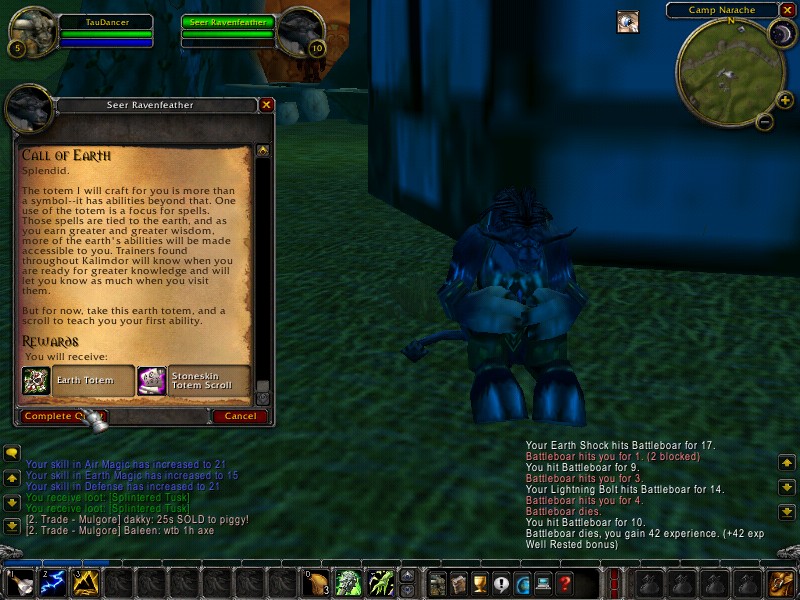 TauDancer
5
Seer Ravenfeather
10
Camp Narache
N
Seer Ravenfeather
Call of Earth
Splendid.
The totem I will craft for you is more than
a symbol--it has abilities beyond that. One
use of the totem is a focus for spells.
Those spells are tied to the earth, and as
you earn greater and greater wisdom,
more of the earth's abilities will be made
accessible to you. Trainers found
throughout Kalimdor will know when you
are ready for greater knowledge and will
let you know as much when you visit
them.
But for now, take this earth totem, and a
scroll to teach you your first ability.
Rewards
You will receive:
Earth Totem
Stoneskin
Totem Scroll
Complete Q
Cancel
Your skill in Air Magic has increased to 21
Your skill in Earth Magic has increased to 15
Your skill in Defense has increased to 21
You receive loot: [Splintered Tusk]
You receive loot: [Splintered Tusk]
[2. Trade - Mulgore] dakky: 25s SOLD to piggy!
[2. Trade - Mulgore] Baleen: wtb 1h axe
Your Earth Shock hits Battleboar for 17.
Battleboar hits you for 1. (2 blocked)
You hit Battleboar for 9.
Battleboar hits you for 3.
Your Lightning Bolt hits Battleboar for 14.
Battleboar hits you for 4.
Battleboar dies.
You hit Battleboar for 10.
Battleboar dies, you gain 42 experience. (+42 exp
Well Rested bonus)
2
3
0
3